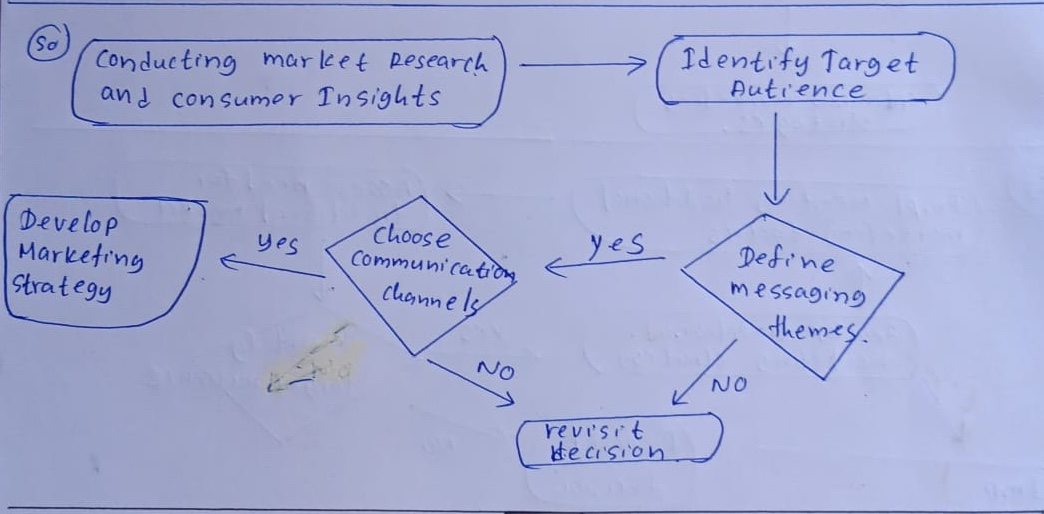 50
Conducting market Research
and consumer Insights
Identify Target
Autience
Develop
Marketing
Strategy
yes
Choose
Communication
channels
yes
Define
messaging
themes.
NO
NO
revisit
decision